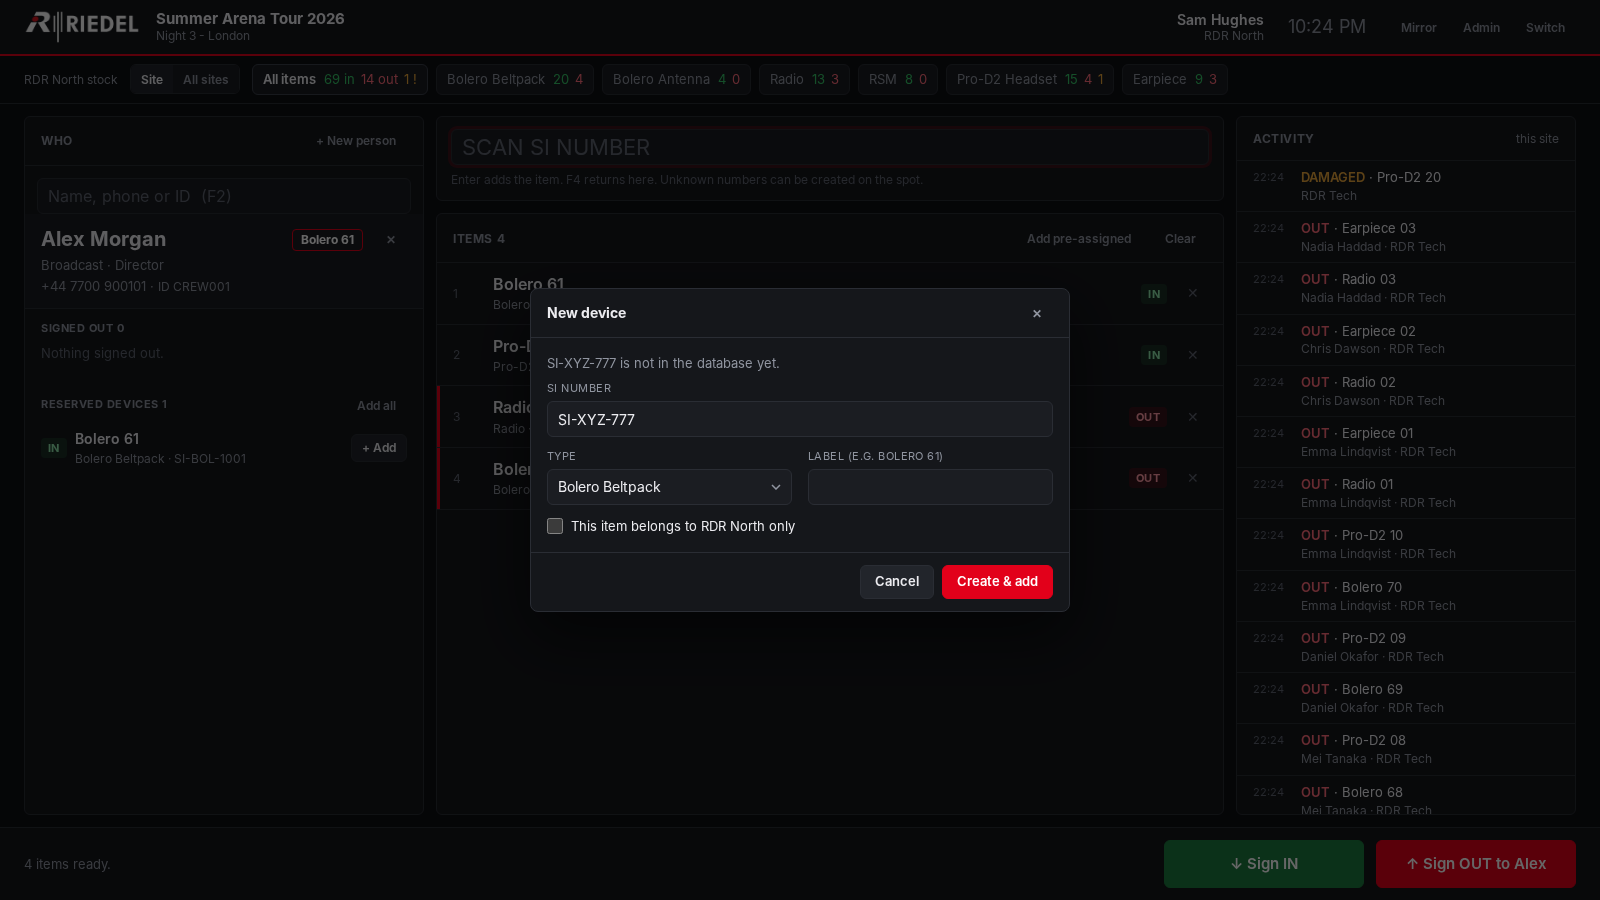 RIEDEL
Summer Arena Tour 2026
Night 3 - London
Sam Hughes
RDR North
10:24 PM
Mirror
Admin
Switch
RDR North stock
Site
All sites
All items 69 in 14 out 1 !
Bolero Beltpack 20 4
Bolero Antenna 4 0
Radio 13 3
RSM 8 0
Pro-D2 Headset 15 4 1
Earpiece 9 3
WHO
+ New person
Name, phone or ID (F2)
Alex Morgan
Bolero 61
×
Broadcast · Director
+44 7700 900101 · ID CREW001
SIGNED OUT 0
Nothing signed out.
RESERVED DEVICES 1
Add all
IN
Bolero 61
Bolero Beltpack · SI-BOL-1001
+ Add
SCAN SI NUMBER
Enter adds the item. F4 returns here. Unknown numbers can be created on the spot.
ITEMS 4
Add pre-assigned
Clear
1
Bolero 61
Bolero
IN
×
2
IN
×
3
Radio
OUT
×
4
Bolero
OUT
×
New device
×
SI-XYZ-777 is not in the database yet.
SI NUMBER
SI-XYZ-777
TYPE
LABEL (E.G. BOLERO 61)
Bolero Beltpack
This item belongs to RDR North only
Cancel
Create & add
ACTIVITY
this site
22:24 DAMAGED · Pro-D2 20
RDR Tech
22:24 OUT · Earpiece 03
Nadia Haddad · RDR Tech
22:24 OUT · Radio 03
Nadia Haddad · RDR Tech
22:24 OUT · Earpiece 02
Chris Dawson · RDR Tech
22:24 OUT · Radio 02
Chris Dawson · RDR Tech
22:24 OUT · Earpiece 01
Emma Lindqvist · RDR Tech
22:24 OUT · Radio 01
Emma Lindqvist · RDR Tech
22:24 OUT · Pro-D2 10
Emma Lindqvist · RDR Tech
22:24 OUT · Bolero 70
Emma Lindqvist · RDR Tech
22:24 OUT · Pro-D2 09
Daniel Okafor · RDR Tech
22:24 OUT · Bolero 69
Daniel Okafor · RDR Tech
22:24 OUT · Pro-D2 08
Mei Tanaka · RDR Tech
22:24 OUT · Bolero 68
Mei Tanaka · RDR Tech
4 items ready.
↓ Sign IN
↑ Sign OUT to Alex